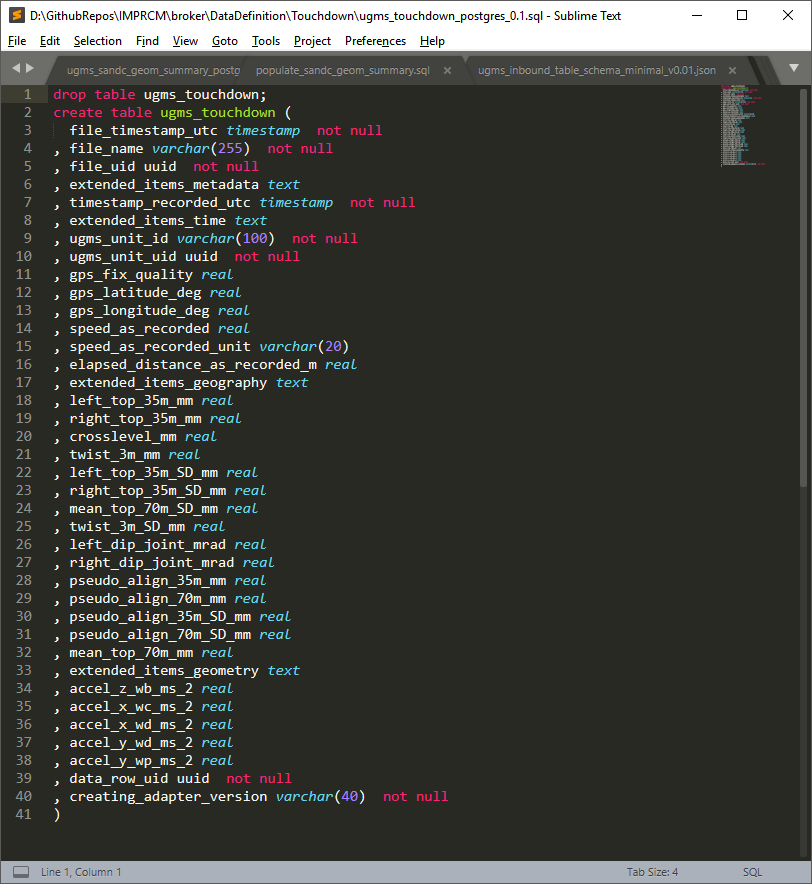 D:\GithubRepos\IMPRCM\broker\DataDefinition\Touchdown\ugms_touchdown_postgres_0.1.sql - Sublime Text
File Edit Selection Find View Goto Tools Project Preferences Help
ugms_sandc_geom_summary_postg populate_sandc_geom_summary.sql ugms_inbound_table_schema_minimal_v0.01.json
1 drop table ugms_touchdown;
2 create table ugms_touchdown (
3 file_timestamp_utc timestamp not null
4 , file_name varchar(255) not null
5 , file_uid uuid not null
6 , extended_items_metadata text
7 , timestamp_recorded_utc timestamp not null
8 , extended_items_time text
9 , ugms_unit_id varchar(100) not null
10 , ugms_unit_uid uuid not null
11 , gps_fix_quality real
12 , gps_latitude_deg real
13 , gps_longitude_deg real
14 , speed_as_recorded real
15 , speed_as_recorded_unit varchar(20)
16 , elapsed_distance_as_recorded_m real
17 , extended_items_geography text
18 , left_top_35m_mm real
19 , right_top_35m_mm real
20 , crosslevel_mm real
21 , twist_3m_mm real
22 , left_top_35m_SD_mm real
23 , right_top_35m_SD_mm real
24 , mean_top_70m_SD_mm real
25 , twist_3m_SD_mm real
26 , left_dip_joint_mrad real
27 , right_dip_joint_mrad real
28 , pseudo_align_35m_mm real
29 , pseudo_align_70m_mm real
30 , pseudo_align_35m_SD_mm real
31 , pseudo_align_70m_SD_mm real
32 , mean_top_70m_mm real
33 , extended_items_geometry text
34 , accel_z_wb_ms_2 real
35 , accel_x_wc_ms_2 real
36 , accel_x_wd_ms_2 real
37 , accel_y_wd_ms_2 real
38 , accel_y_wp_ms_2 real
39 , data_row_uid uuid not null
40 , creating_adapter_version varchar(40) not null
41 )
Line 1, Column 1 Tab Size: 4 SQL